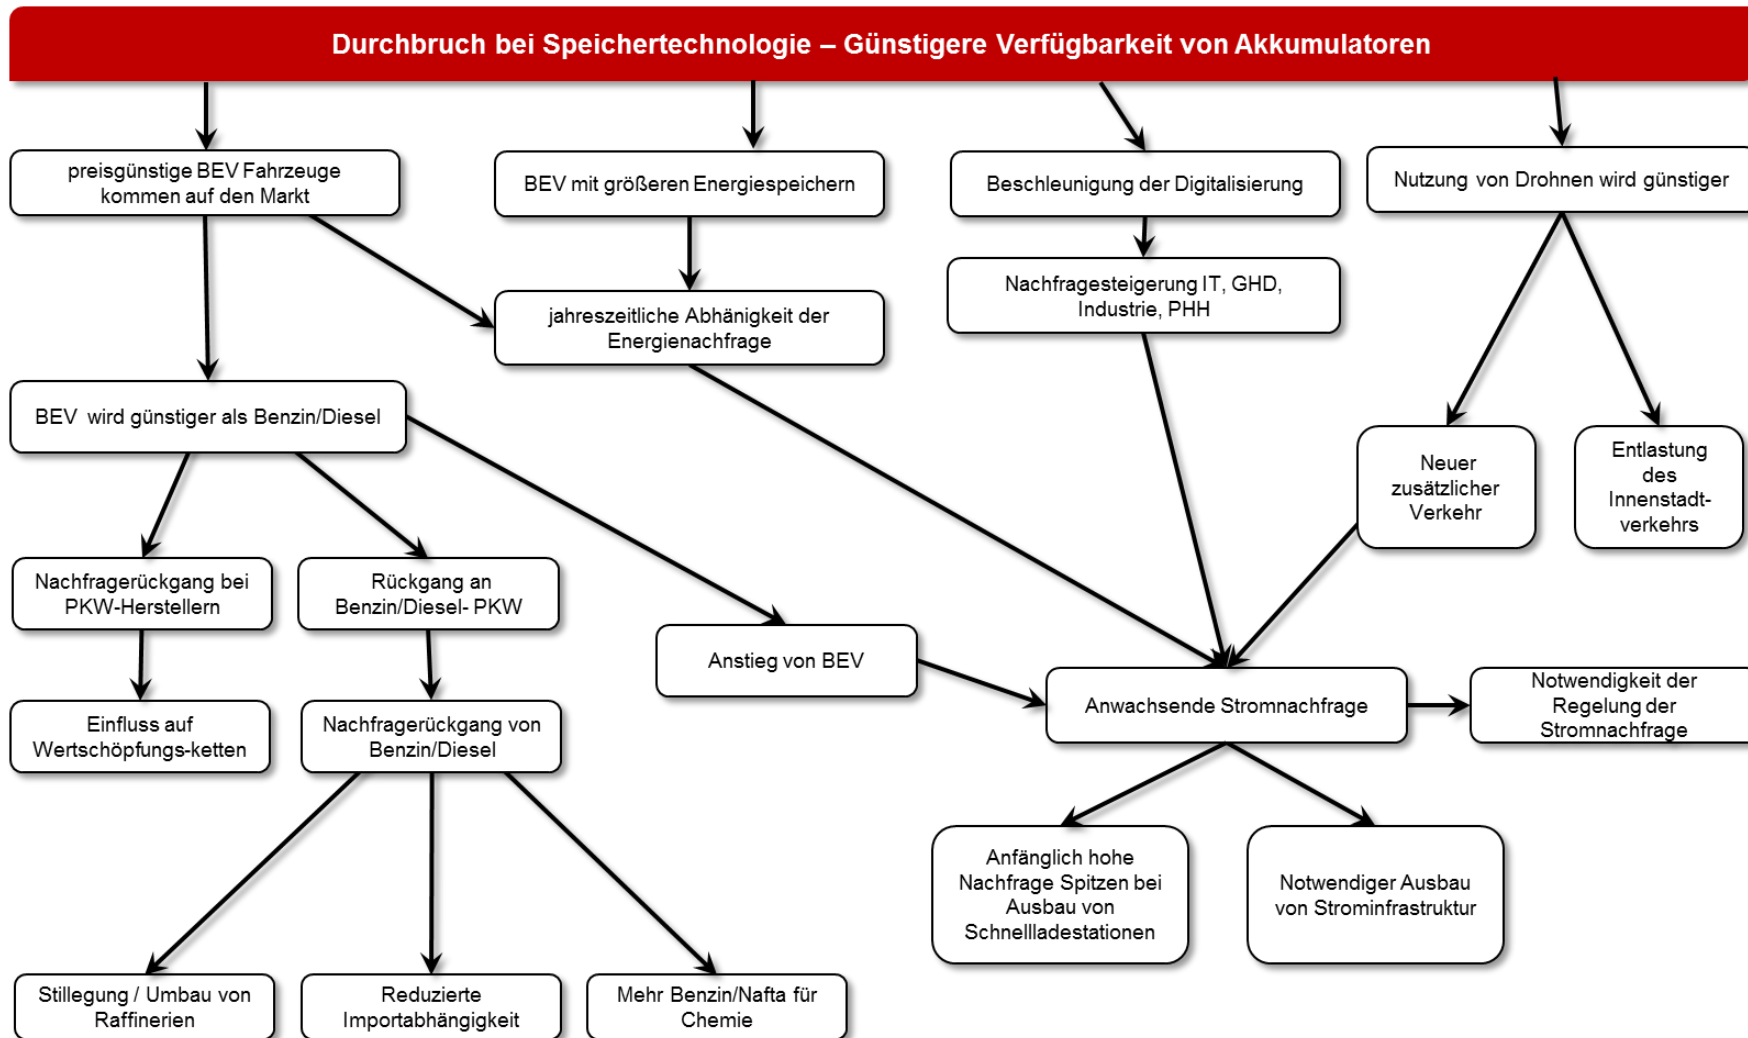 Durchbruch bei Speichertechnologie – Günstigere Verfügbarkeit von Akkumulatoren
preisgünstige BEV Fahrzeuge
kommen auf den Markt
BEV mit größeren Energiespeichern
Beschleunigung der Digitalisierung
Nutzung von Drohnen wird günstiger
jahreszeitliche Abhänigkeit der
Energienachfrage
Nachfragesteigerung IT, GHD,
Industrie, PHH
BEV wird günstiger als Benzin/Diesel
Neuer
zusätzlicher
Verkehr
Entlastung
des
Innenstadt-
verkehrs
Nachfragerückgang bei
PKW-Herstellern
Rückgang an
Benzin/Diesel- PKW
Anstieg von BEV
Anwachsende Stromnachfrage
Notwendigkeit der
Regelung der
Stromnachfrage
Einfluss auf
Wertschöpfungs-ketten
Nachfragerückgang von
Benzin/Diesel
Anfänglich hohe
Nachfrage Spitzen bei
Ausbau von
Schnellladestationen
Notwendiger Ausbau
von Strominfrastruktur
Stillegung / Umbau von
Raffinerien
Reduzierte
Importabhängigkeit
Mehr Benzin/Nafta für
Chemie